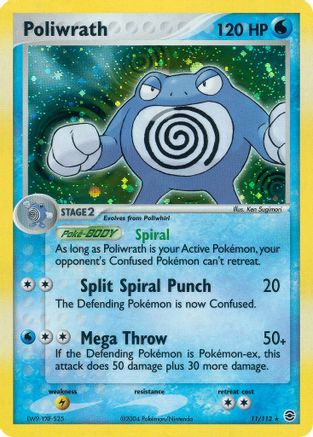 Poliwrath 120 HP
illus. Ken Sugimori
STAGE2
Evolves from Poliwhirl
Poké-BODY Spiral
As long as Poliwrath is your Active Pokémon, your
opponent's Confused Pokémon can't retreat.
Split Spiral Punch 20
The Defending Pokémon is now Confused.
Mega Throw 50+
If the Defending Pokémon is Pokémon-ex, this
attack does 50 damage plus 30 more damage.
weakness resistance retreat cost
©2004 Pokémon/Nintendo
11/112 ★